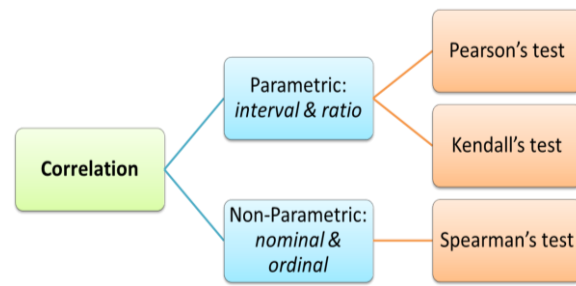 Correlation
Parametric:
interval & ratio
Non-Parametric:
nominal &
ordinal
Pearson’s test
Kendall’s test
Spearman’s test